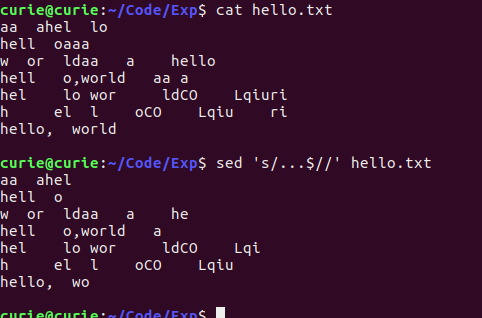 curie@curie:~/Code/Exp$ cat hello.txt
aa  ahel  lo
hell  oaaa
w  or  ldaa   a    hello
hell   o,world   aa a
hel     lo wor      ldCO    Lqiuri
h     el  l    oCO    Lqiu    ri
hello,  world

curie@curie:~/Code/Exp$ sed 's/...$//' hello.txt
aa  ahel
hell  o
w  or  ldaa   a    he
hell   o,world   a
hel     lo wor      ldCO    Lqi
h     el  l    oCO    Lqiu
hello,  wo

curie@curie:~/Code/Exp$